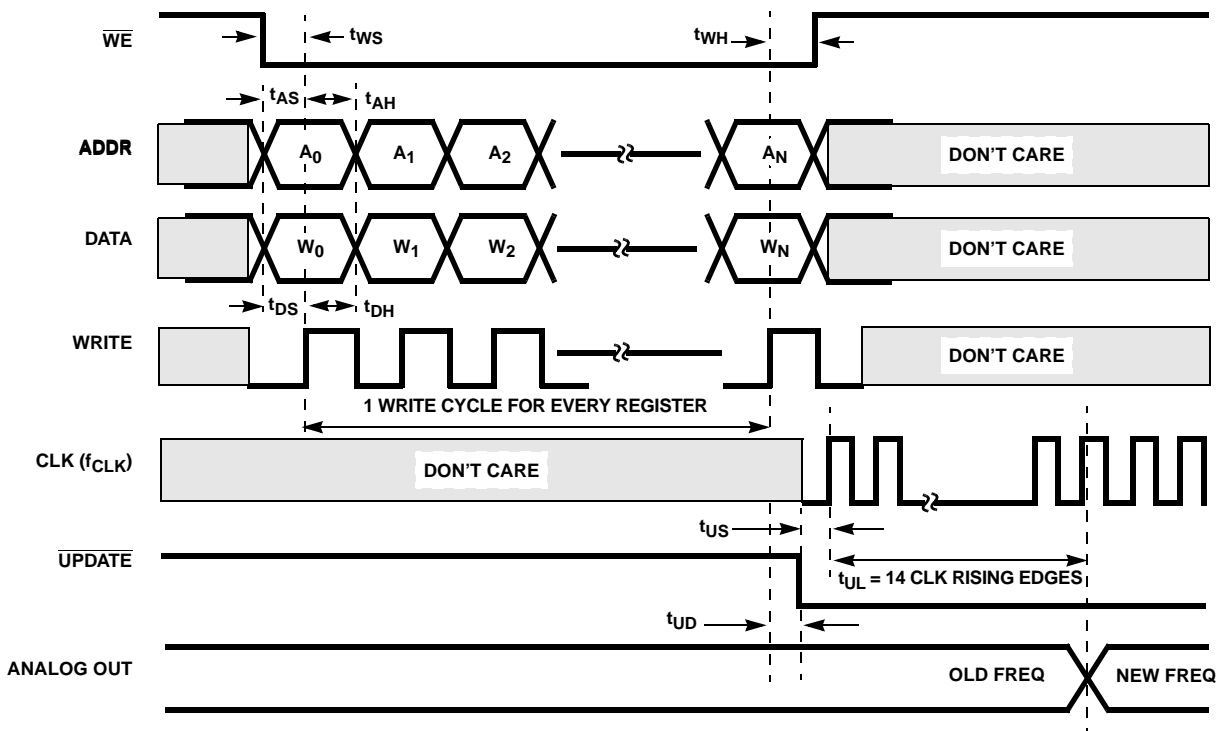 WE
tWS
tWH
tAS
tAH
ADDR
A0
A1
A2
AN
DON'T CARE
DATA
W0
W1
W2
WN
DON'T CARE
tDS
tDH
WRITE
DON'T CARE
1 WRITE CYCLE FOR EVERY REGISTER
CLK (fCLK)
DON'T CARE
tUS
UPDATE
tUL = 14 CLK RISING EDGES
tUD
ANALOG OUT
OLD FREQ
NEW FREQ